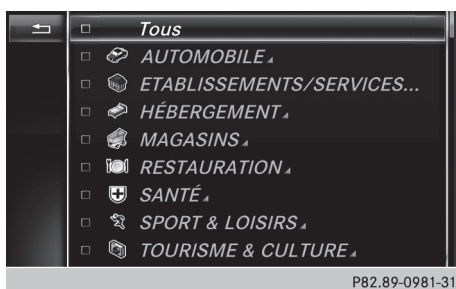 Tous
AUTOMOBILE
ETABLISSEMENTS/SERVICES...
HÉBERGEMENT
MAGASINS
RESTAURATION
SANTÉ
SPORT & LOISIRS
TOURISME & CULTURE
P82.89-0981-31